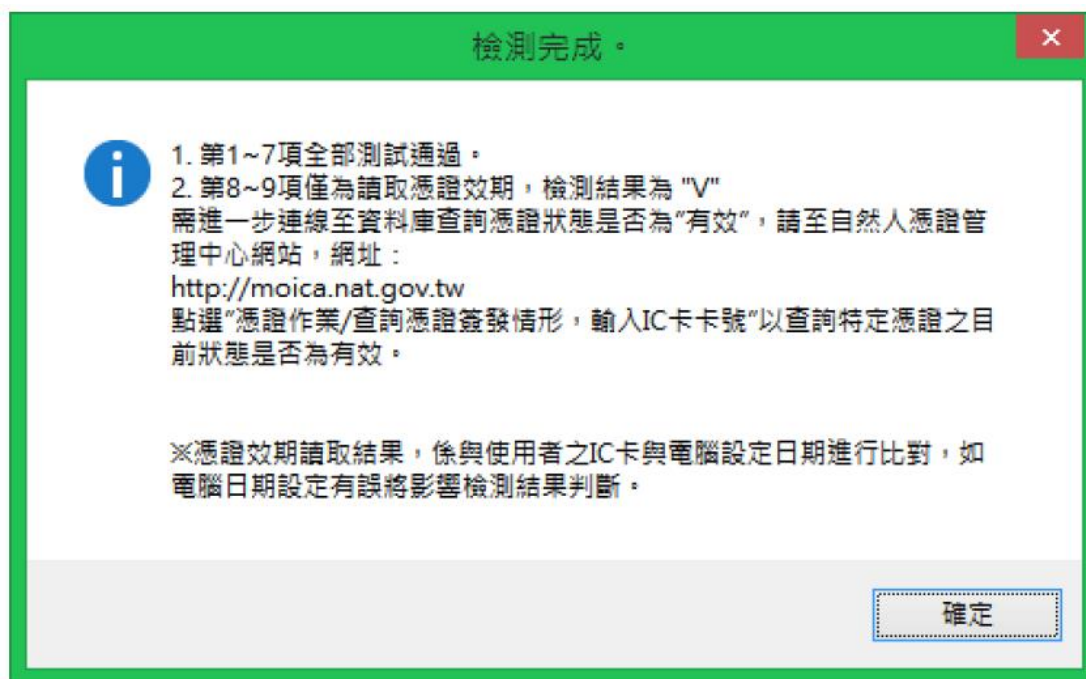 檢測完成。
1. 第1~7項全部測試通過。
2. 第8~9項僅為讀取憑證效期，檢測結果為 "V"
需進一步連線至資料庫查詢憑證狀態是否為"有效"，請至自然人憑證管
理中心網站，網址：
http://moica.nat.gov.tw
點選"憑證作業/查詢憑證簽發情形，輸入IC卡卡號"以查詢特定憑證之目
前狀態是否為有效。
※憑證效期讀取結果，係與使用者之IC卡與電腦設定日期進行比對，如
電腦日期設定有誤將影響檢測結果判斷。
確定